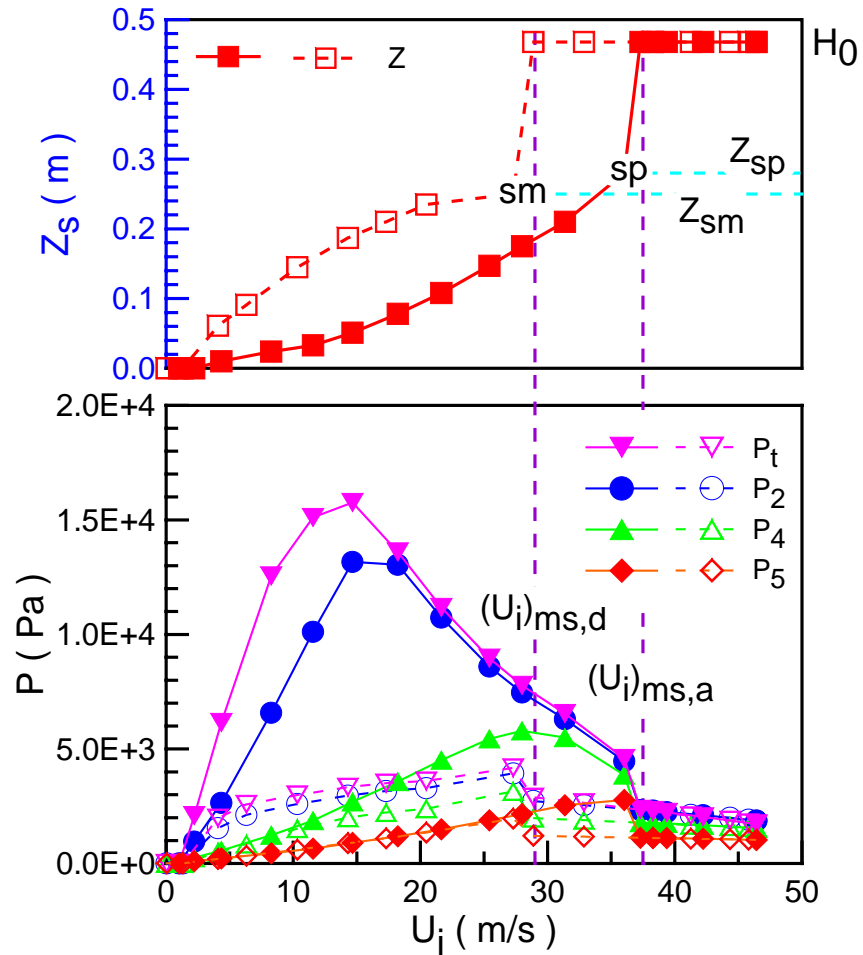 0.5
H0
Z
0.4
0.3
Zsp
sp
sm
Zsm
0.2
0.1
0.0
Zs ( m )
2.0E+4
Pt
P2
1.5E+4
P4
P5
1.0E+4
(Ui)ms,d
(Ui)ms,a
5.0E+3
0.0E+0
P ( Pa )
0 10 20 30 40 50
Ui ( m/s )